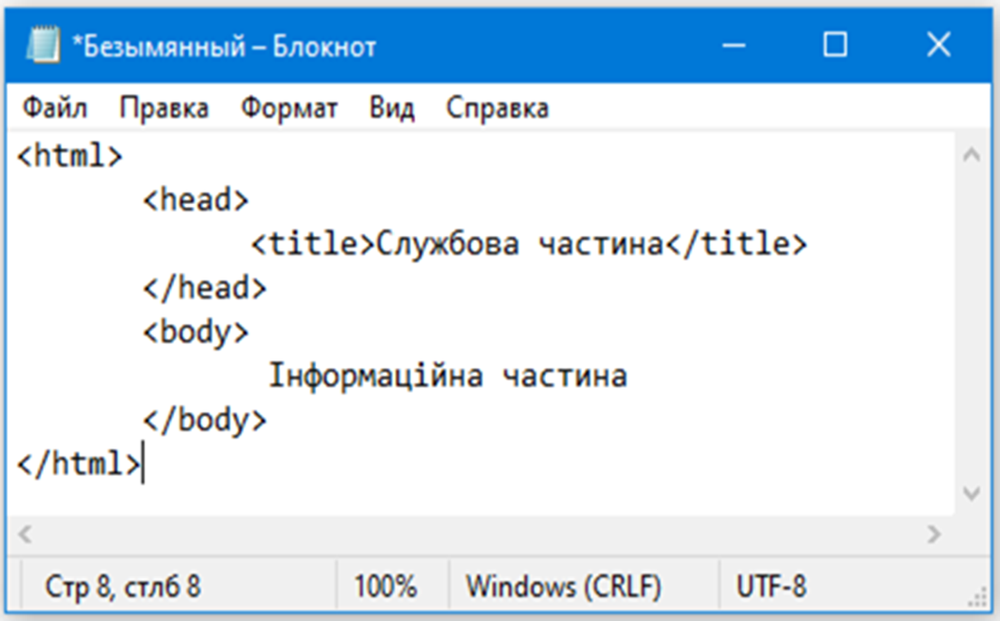 *Безымянный – Блокнот
Файл Правка Формат Вид Справка
<html>
<head>
<title>Службова частина</title>
</head>
<body>
Інформаційна частина
</body>
</html>
Стр 8, стлб 8 100% Windows (CRLF) UTF-8